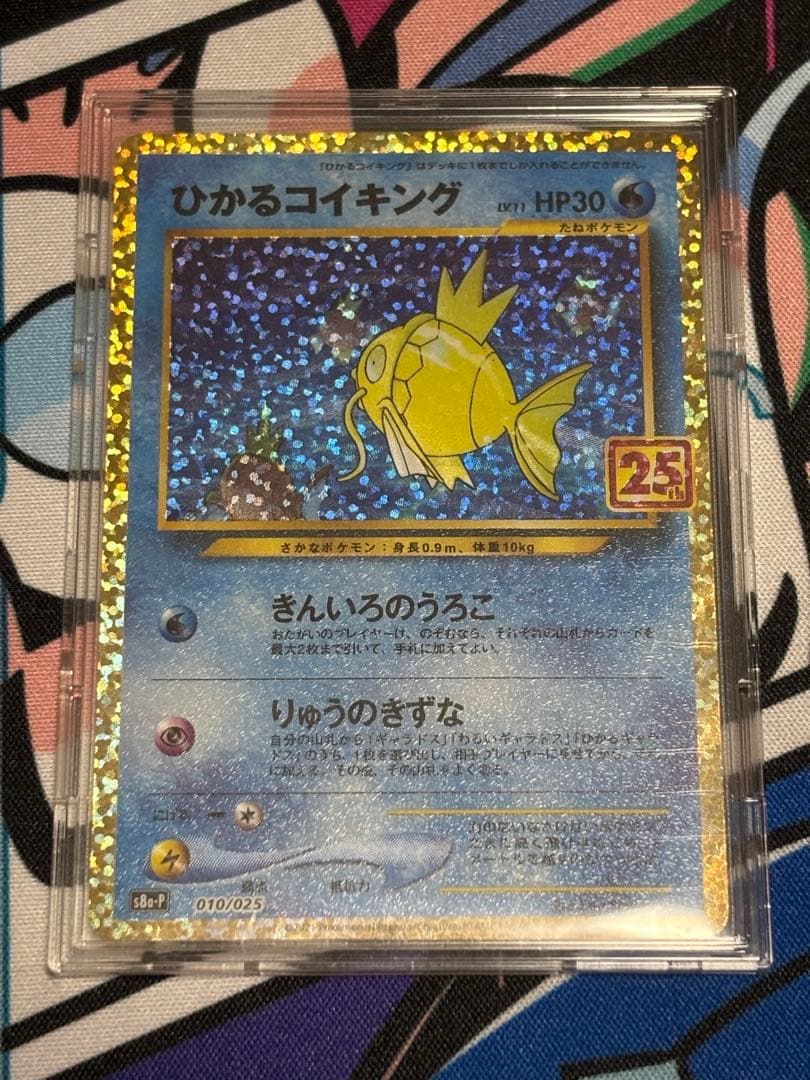 「ひかるコイキング」はデッキに1枚までしか入れることができません。
ひかるコイキング LV.11 HP30
たねポケモン
25th
さかなポケモン：身長0.9m、体重10kg
きんいろのうろこ
おたがいのプレイヤーは、のぞむなら、それぞれの山札からカードを
最大2枚まで引いて、手札に加えてよい。
りゅうのきずな
自分の山札から「ギャラドス」「わるいギャラドス」「ひかるギャラ
ドス」のうち、1枚を選び出し、相手プレイヤーに見せてから、手札
に加える。その後、その山札をよく切る。
にげる
弱点 抵抗力
s8a-P 010/025